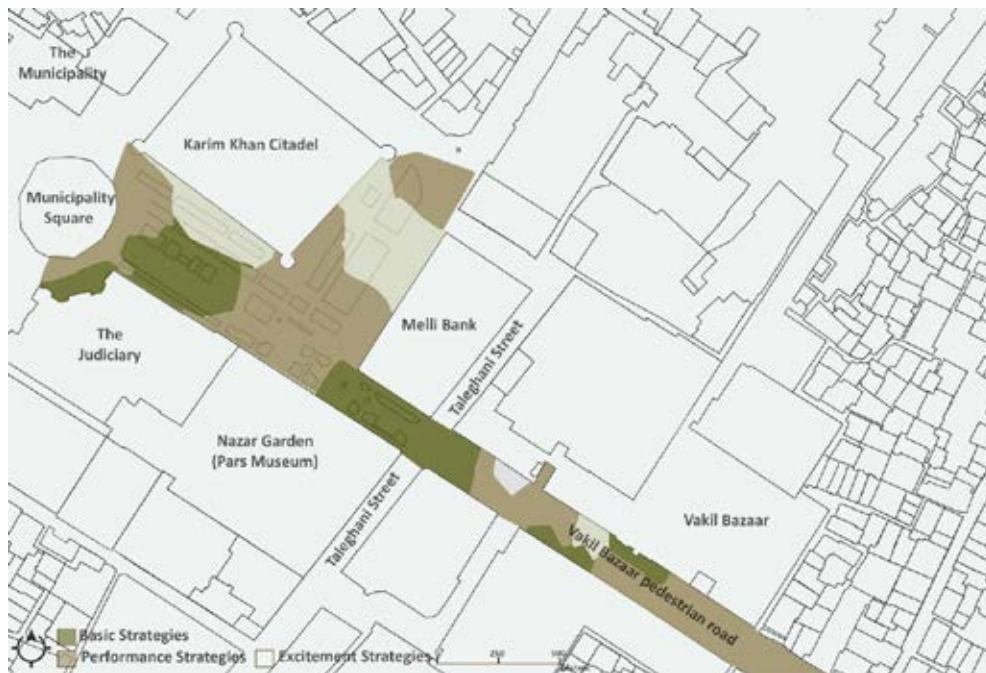 The
Municipality
Karim Khan Citadel
Municipality
Square
The
Judiciary
Melli Bank
Taleghani Street
Nazar Garden
(Pars Museum)
Taleghani Street
Vakil Bazaar
Vakil Bazaar pedestrian road
Basic Strategies
Performance Strategies
Excitement Strategies
250